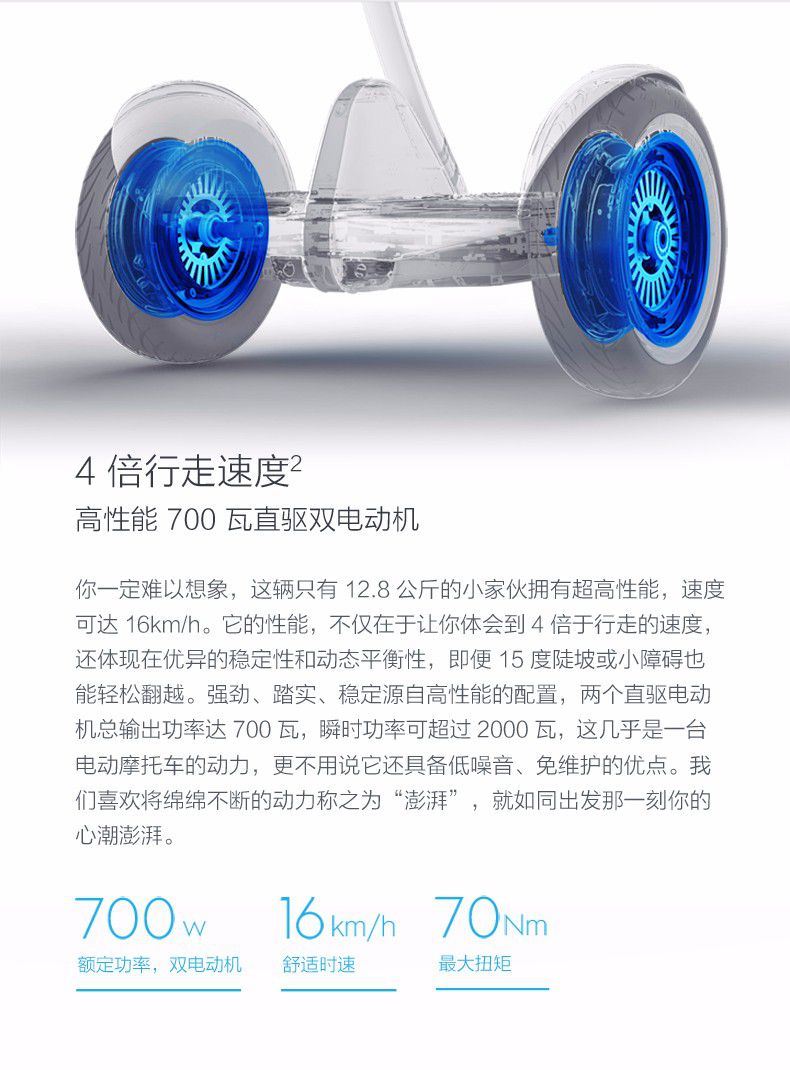 4 倍行走速度²
高性能 700 瓦直驱双电动机
你一定难以想象，这辆只有 12.8 公斤的小家伙拥有超高性能，速度
可达 16km/h。它的性能，不仅在于让你体会到 4 倍于行走的速度，
还体现在优异的稳定性和动态平衡性，即便 15 度陡坡或小障碍也
能轻松翻越。强劲、踏实、稳定源自高性能的配置，两个直驱电动
机总输出功率达 700 瓦，瞬时功率可超过 2000 瓦，这几乎是一台
电动摩托车的动力，更不用说它还具备低噪音、免维护的优点。我
们喜欢将绵绵不断的动力称之为“澎湃”，就如同出发那一刻你的
心潮澎湃。
700 W 16 km/h 70 Nm
额定功率，双电动机 舒适时速 最大扭矩